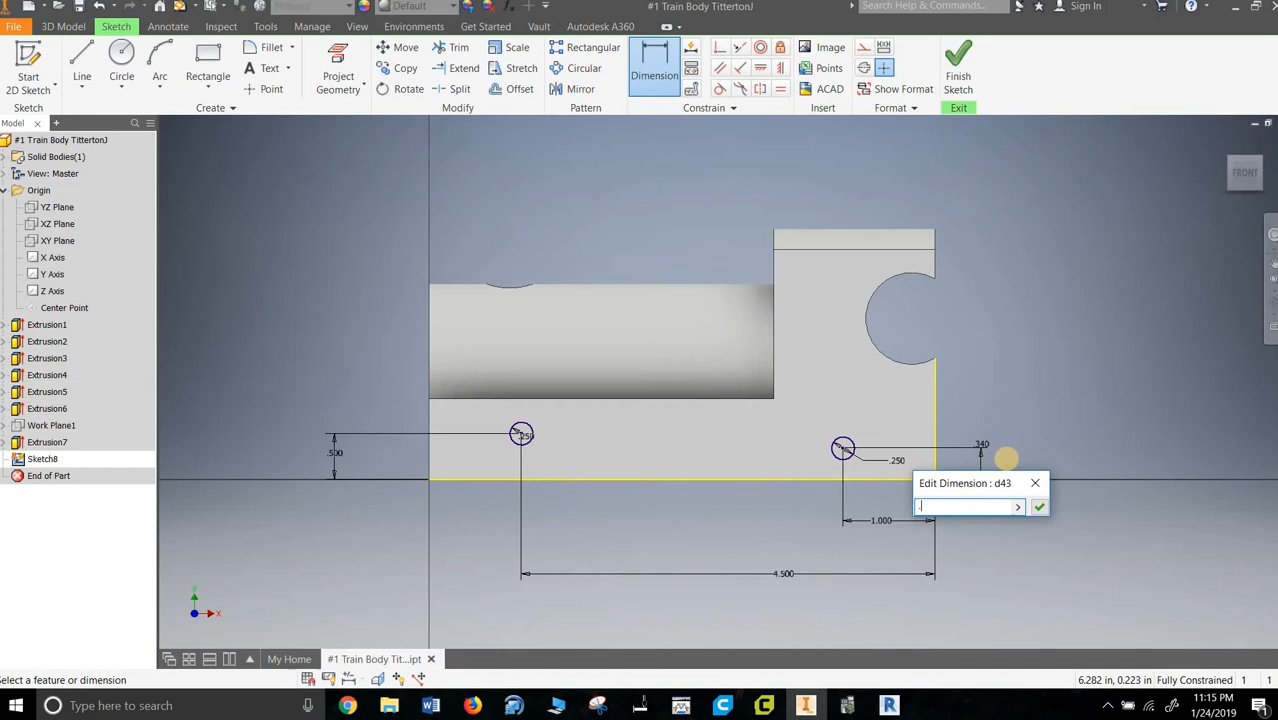 Default
#1 Train Body TittertonJ
Search Help & Commands...
Sign In
File
3D Model
Sketch
Annotate
Inspect
Tools
Manage
View
Environments
Get Started
Vault
Autodesk A360
Start
2D Sketch
Line
Circle
Arc
Rectangle
Fillet
Text
Point
Project
Geometry
Move
Copy
Rotate
Trim
Extend
Split
Scale
Stretch
Offset
Rectangular
Circular
Mirror
Dimension
Image
Points
ACAD
Show Format
Finish
Sketch
Sketch
Create
Modify
Pattern
Constrain
Insert
Format
Exit
Model
#1 Train Body TittertonJ
Solid Bodies(1)
View: Master
Origin
YZ Plane
XZ Plane
XY Plane
X Axis
Y Axis
Z Axis
Center Point
Extrusion1
Extrusion2
Extrusion3
Extrusion4
Extrusion5
Extrusion6
Work Plane1
Extrusion7
Sketch8
End of Part
FRONT
.250
.500
.340
.250
Edit Dimension : d43
.
1.000
4.500
Y
X
My Home
#1 Train Body Tit...ipt
Select a feature or dimension
6.282 in, 0.223 in
Fully Constrained
1
1
Type here to search
11:15 PM
1/24/2019